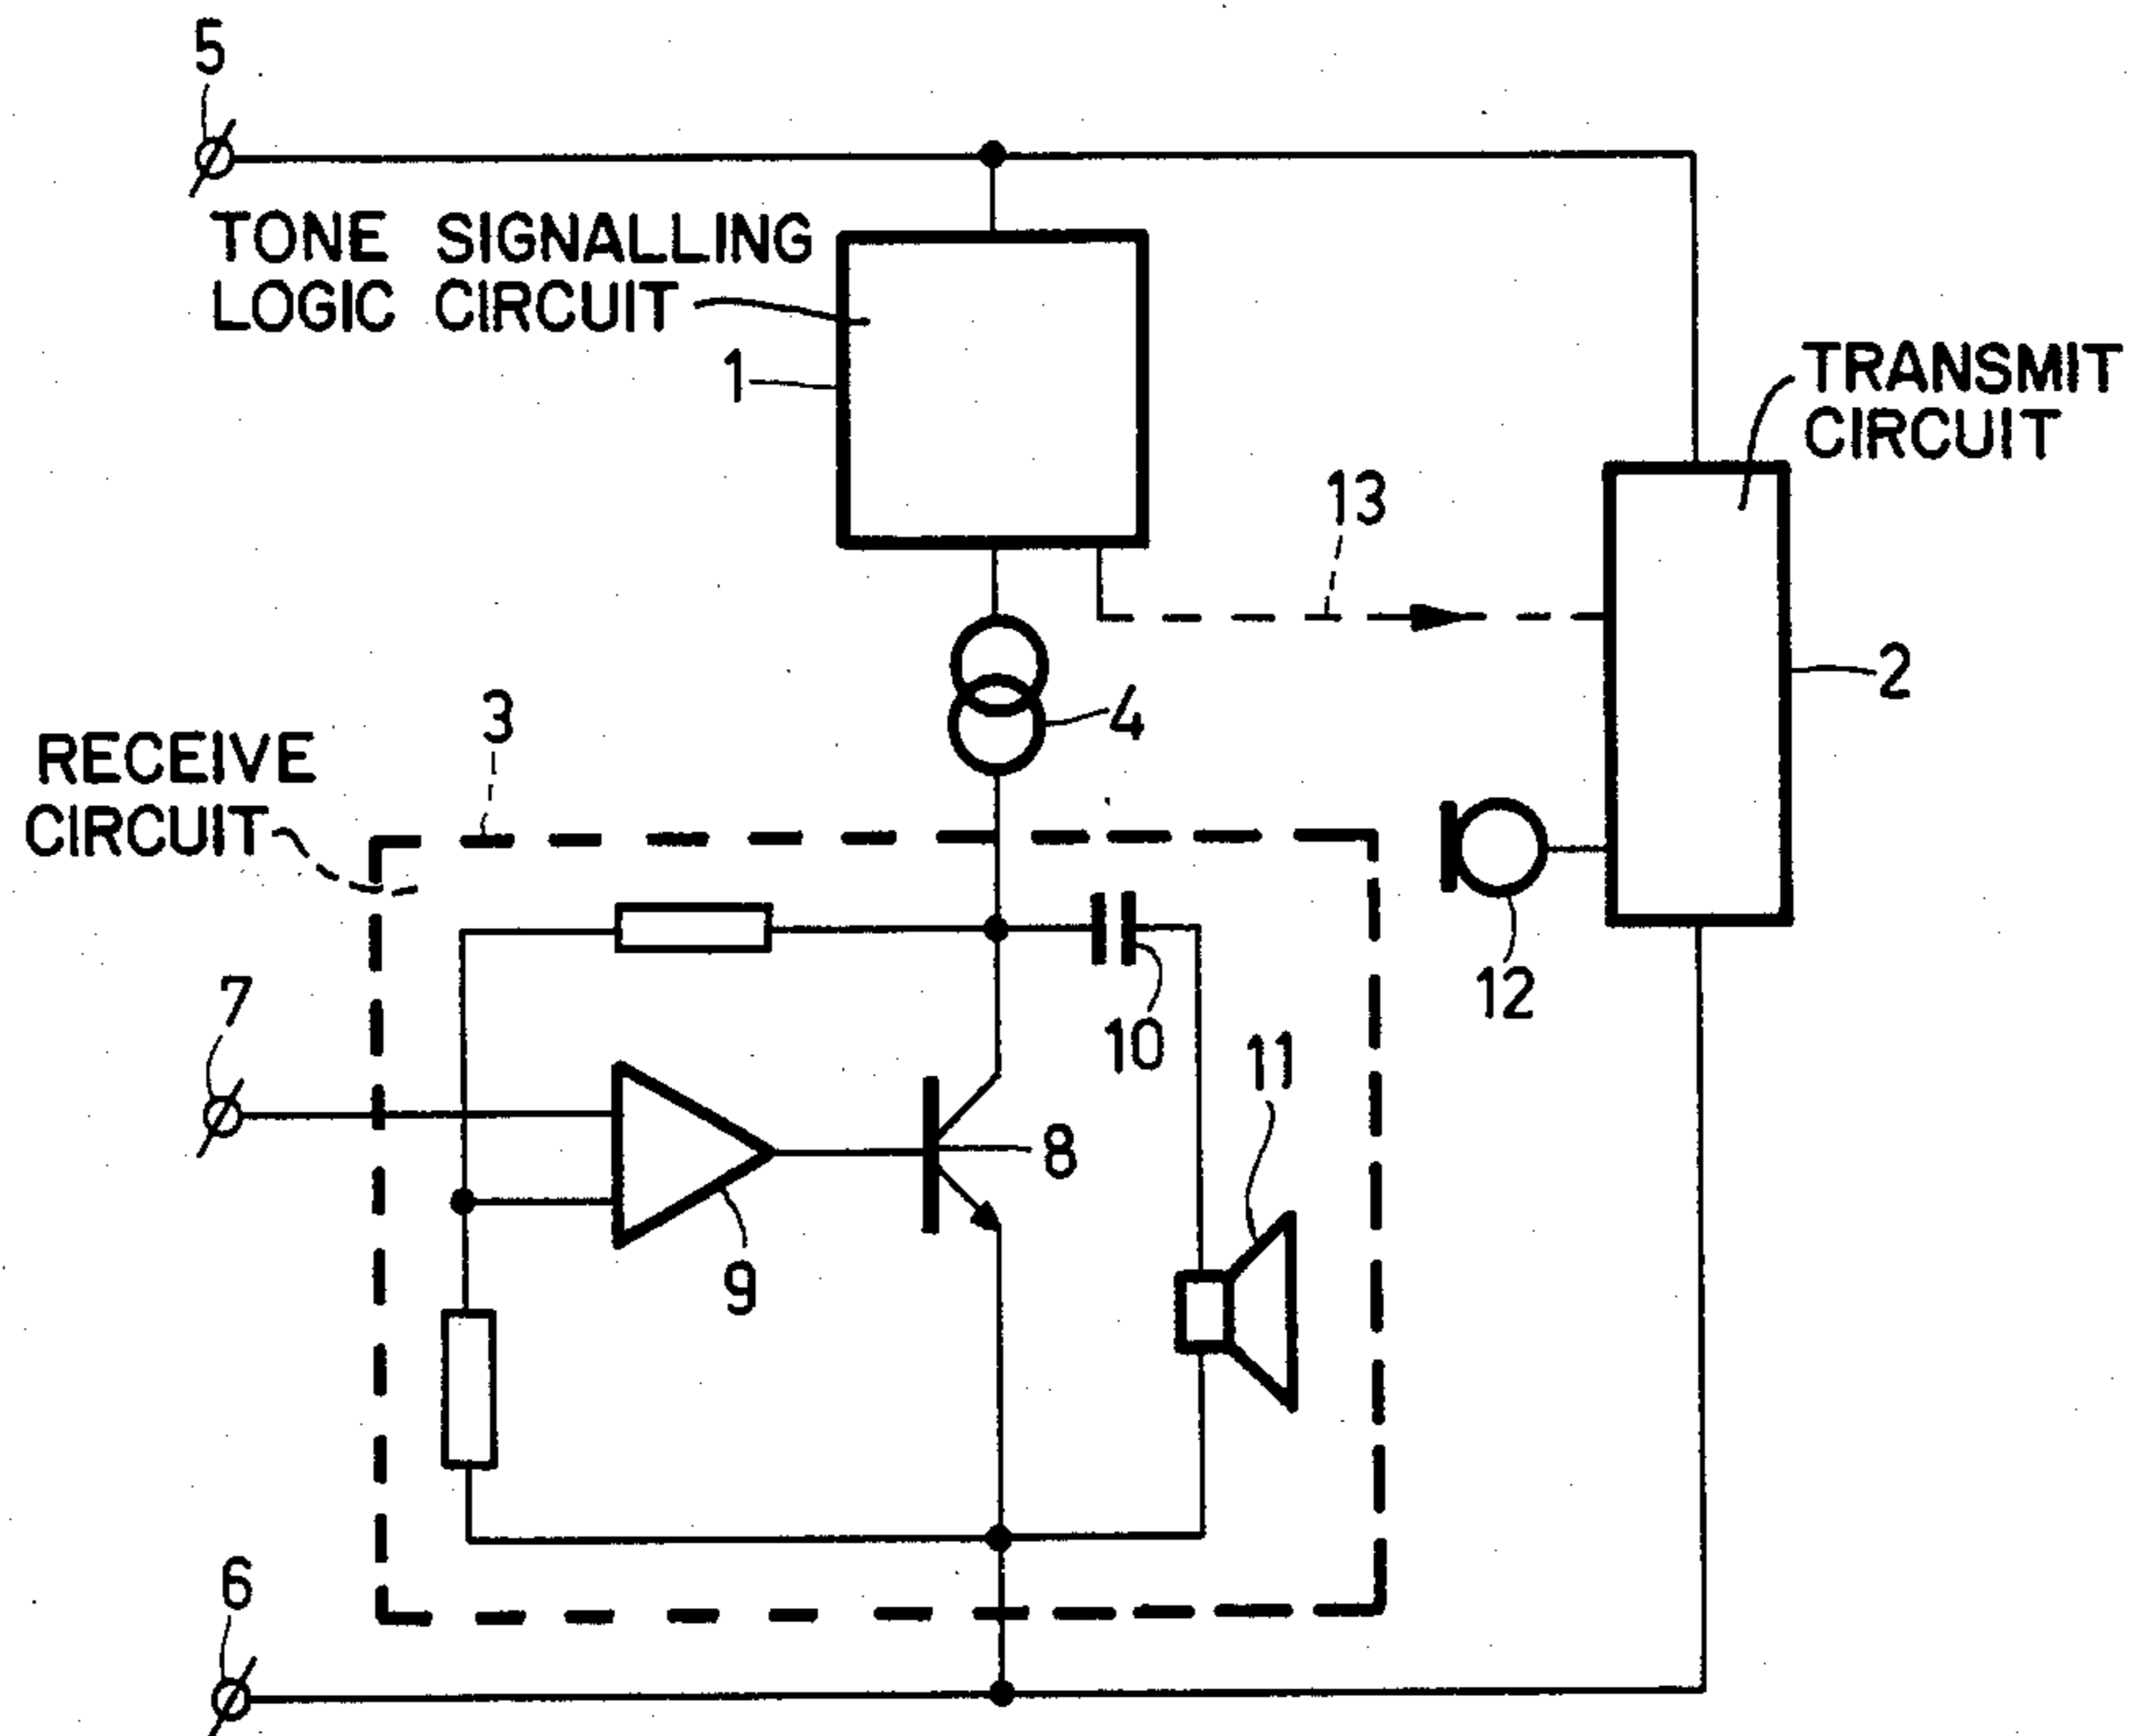 5
TONE SIGNALLING
LOGIC CIRCUIT
1
TRANSMIT
CIRCUIT
13
2
3
4
RECEIVE
CIRCUIT
12
7
10
11
8
9
6